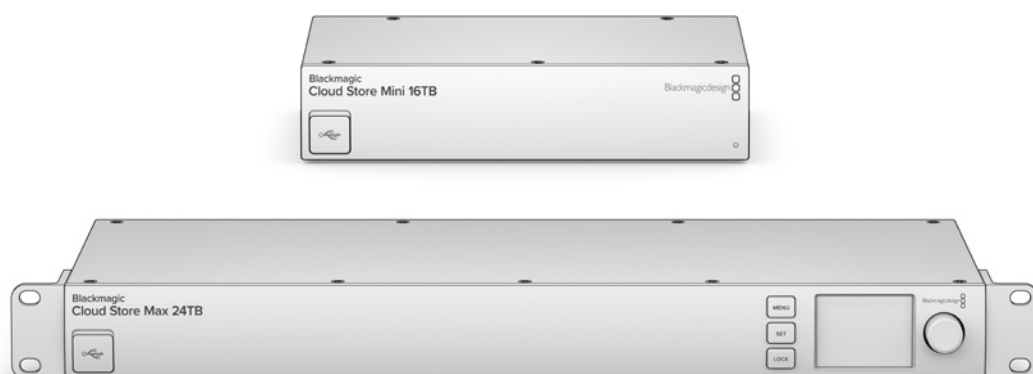 Blackmagic
Cloud Store Mini 16TB
Blackmagicdesign
Blackmagic
Cloud Store Max 24TB
MENU
SET
LOCK
Blackmagicdesign